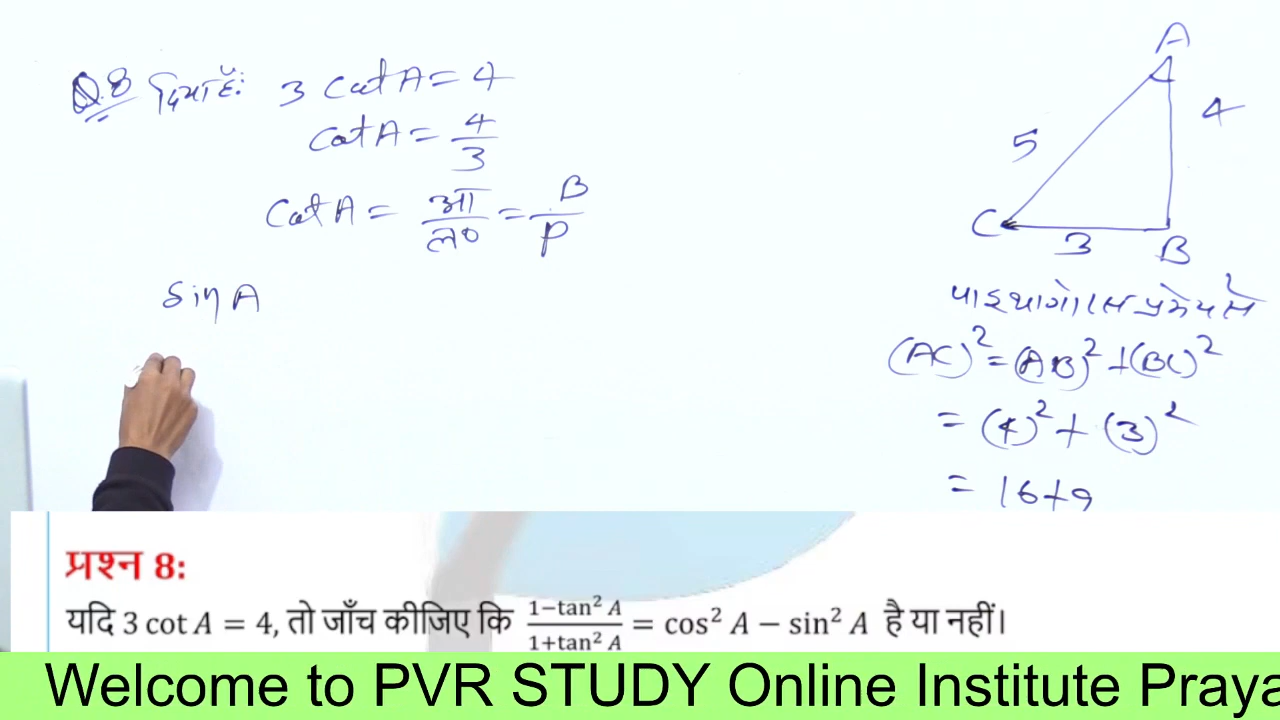 Q.8 दिया है: 3 cot A = 4
cot A = 4/3
cot A = आ/ल० = B/P
sin A
A
5
4
C
3
B
पाइथागोरस प्रमेय से
(AC)² = (AB)² + (BC)²
= (4)² + (3)²
= 16+9
प्रश्न 8:
यदि 3 cot A = 4, तो जाँच कीजिए कि (1−tan² A)/(1+tan² A) = cos² A − sin² A है या नहीं।
Welcome to PVR STUDY Online Institute Praya